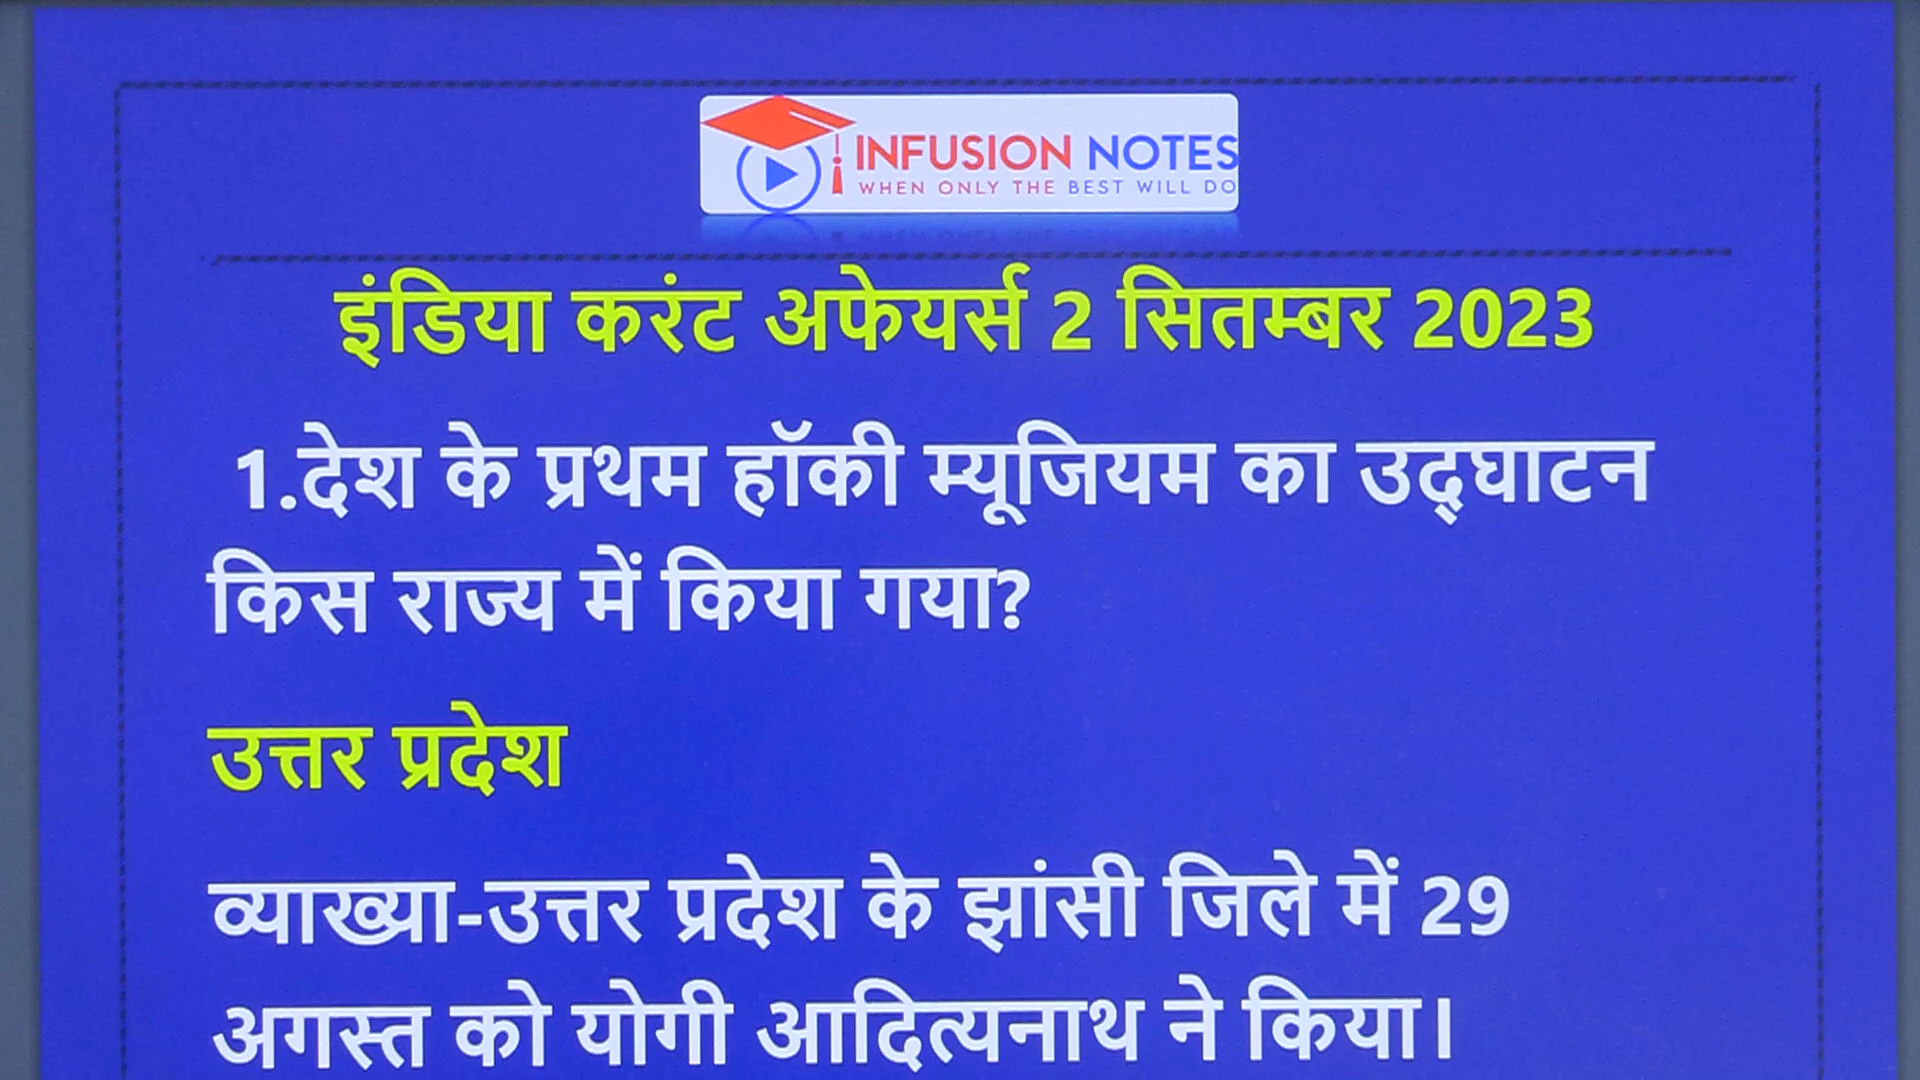 INFUSION NOTES
WHEN ONLY THE BEST WILL DO
इंडिया करंट अफेयर्स 2 सितम्बर 2023
1.देश के प्रथम हॉकी म्यूजियम का उद्घाटन
किस राज्य में किया गया?
उत्तर प्रदेश
व्याख्या-उत्तर प्रदेश के झांसी जिले में 29
अगस्त को योगी आदित्यनाथ ने किया।